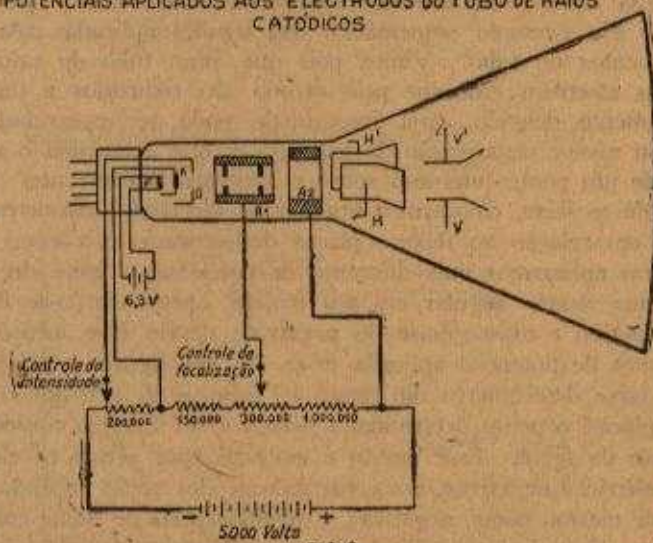 POTENCIAIS APLICADOS AOS ELECTRODOS DO TUBO DE RAIOS
CATÓDICOS
H'
V'
K
G
A1
A2
H
V
6,3 V
Controle da
intensidade
Controle de
focalização
200.000
150.000
300.000
1.000.000
- +
5000 Volts